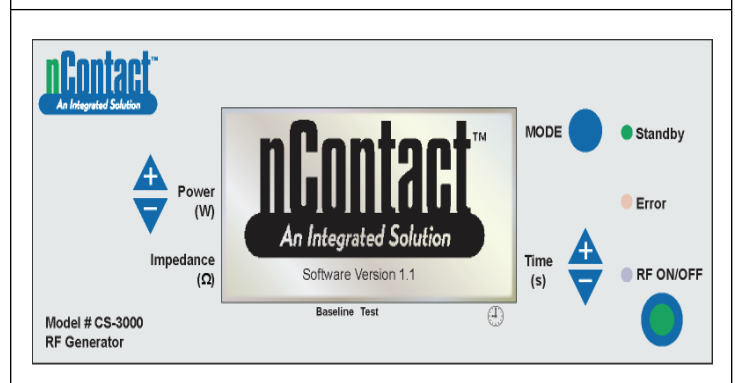 nContact™
An Integrated Solution
nContact™
An Integrated Solution
Software Version 1.1
+
−
Power
(W)
Impedance
(Ω)
Baseline Test
MODE
Standby
Error
Time
(s)
+
−
RF ON/OFF
Model # CS-3000
RF Generator